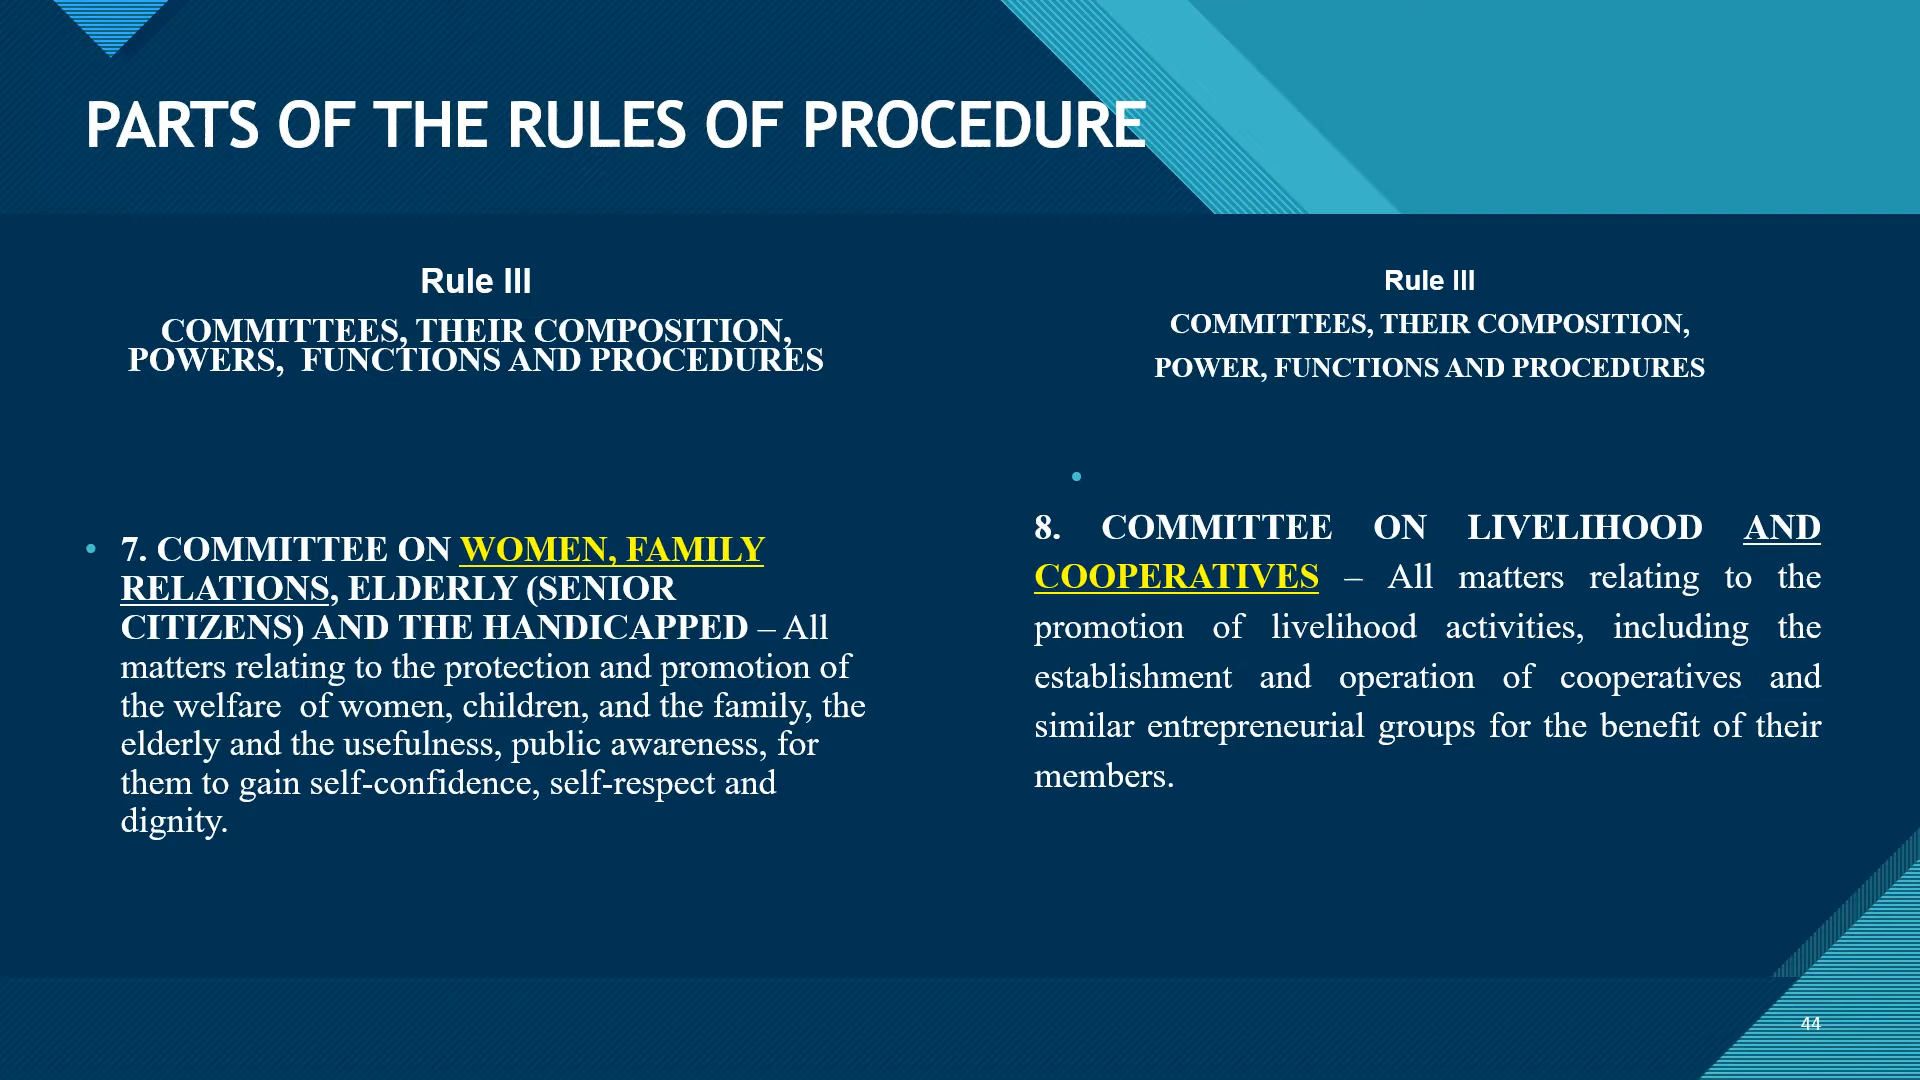 PARTS OF THE RULES OF PROCEDURE
Rule III
COMMITTEES, THEIR COMPOSITION,
POWERS, FUNCTIONS AND PROCEDURES
• 7. COMMITTEE ON WOMEN, FAMILY
RELATIONS, ELDERLY (SENIOR
CITIZENS) AND THE HANDICAPPED – All
matters relating to the protection and promotion of
the welfare of women, children, and the family, the
elderly and the usefulness, public awareness, for
them to gain self-confidence, self-respect and
dignity.
Rule III
COMMITTEES, THEIR COMPOSITION,
POWER, FUNCTIONS AND PROCEDURES
•
8. COMMITTEE ON LIVELIHOOD AND
COOPERATIVES – All matters relating to the
promotion of livelihood activities, including the
establishment and operation of cooperatives and
similar entrepreneurial groups for the benefit of their
members.
44